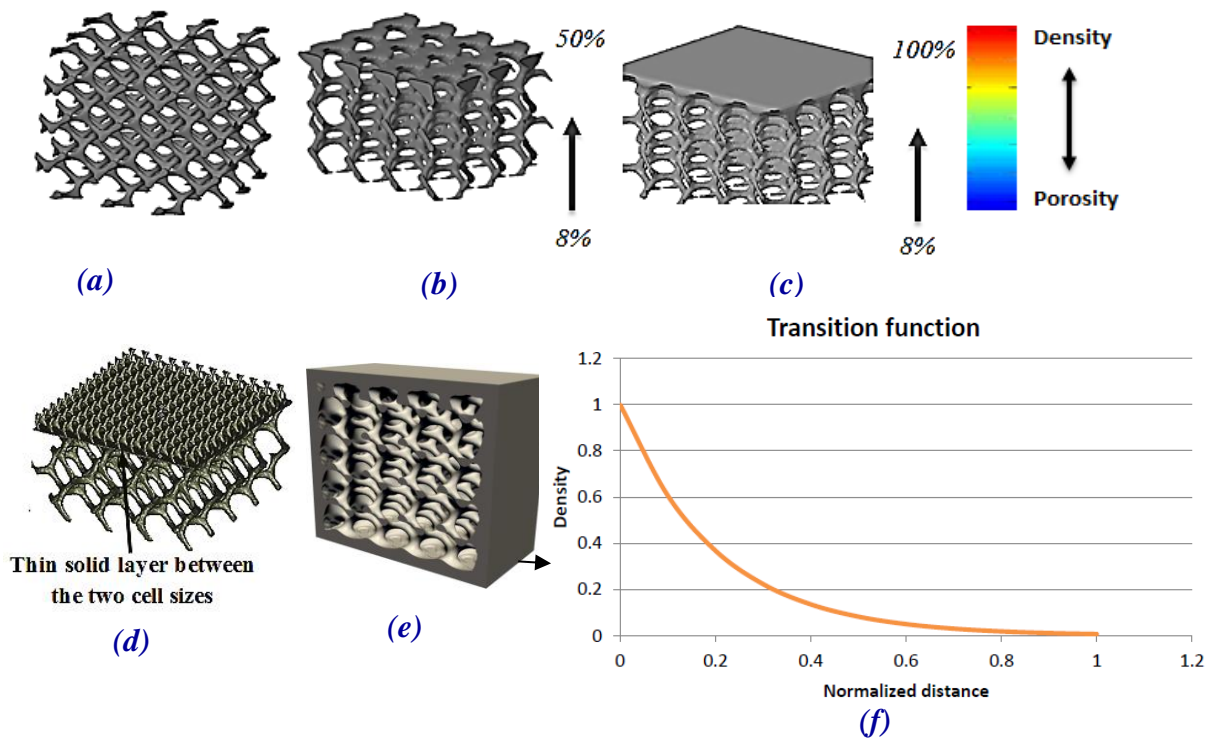 50%
8%
100%
8%
Density
Porosity
(a)
(b)
(c)
Thin solid layer between
the two cell sizes
(d)
(e)
Transition function
1.2
1
0.8
0.6
0.4
0.2
0
Density
0
0.2
0.4
0.6
0.8
1
1.2
Normalized distance
(f)